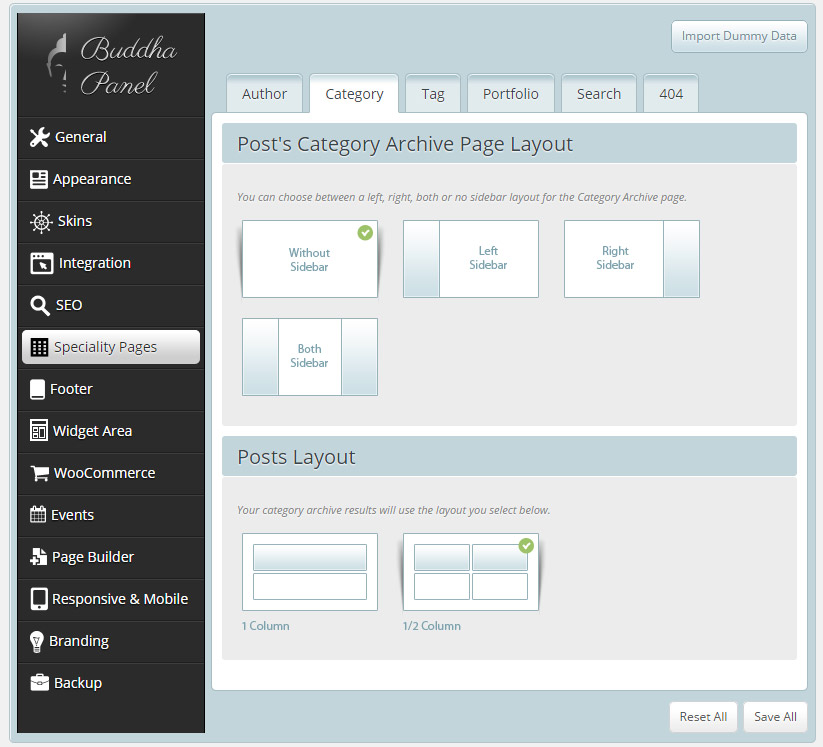 Buddha
Panel
Import Dummy Data
Author
Category
Tag
Portfolio
Search
404
General
Appearance
Skins
Integration
SEO
Speciality Pages
Footer
Widget Area
WooCommerce
Events
Page Builder
Responsive & Mobile
Branding
Backup
Post's Category Archive Page Layout
You can choose between a left, right, both or no sidebar layout for the Category Archive page.
Without
Sidebar
Left
Sidebar
Right
Sidebar
Both
Sidebar
Posts Layout
Your category archive results will use the layout you select below.
1 Column
1/2 Column
Reset All
Save All